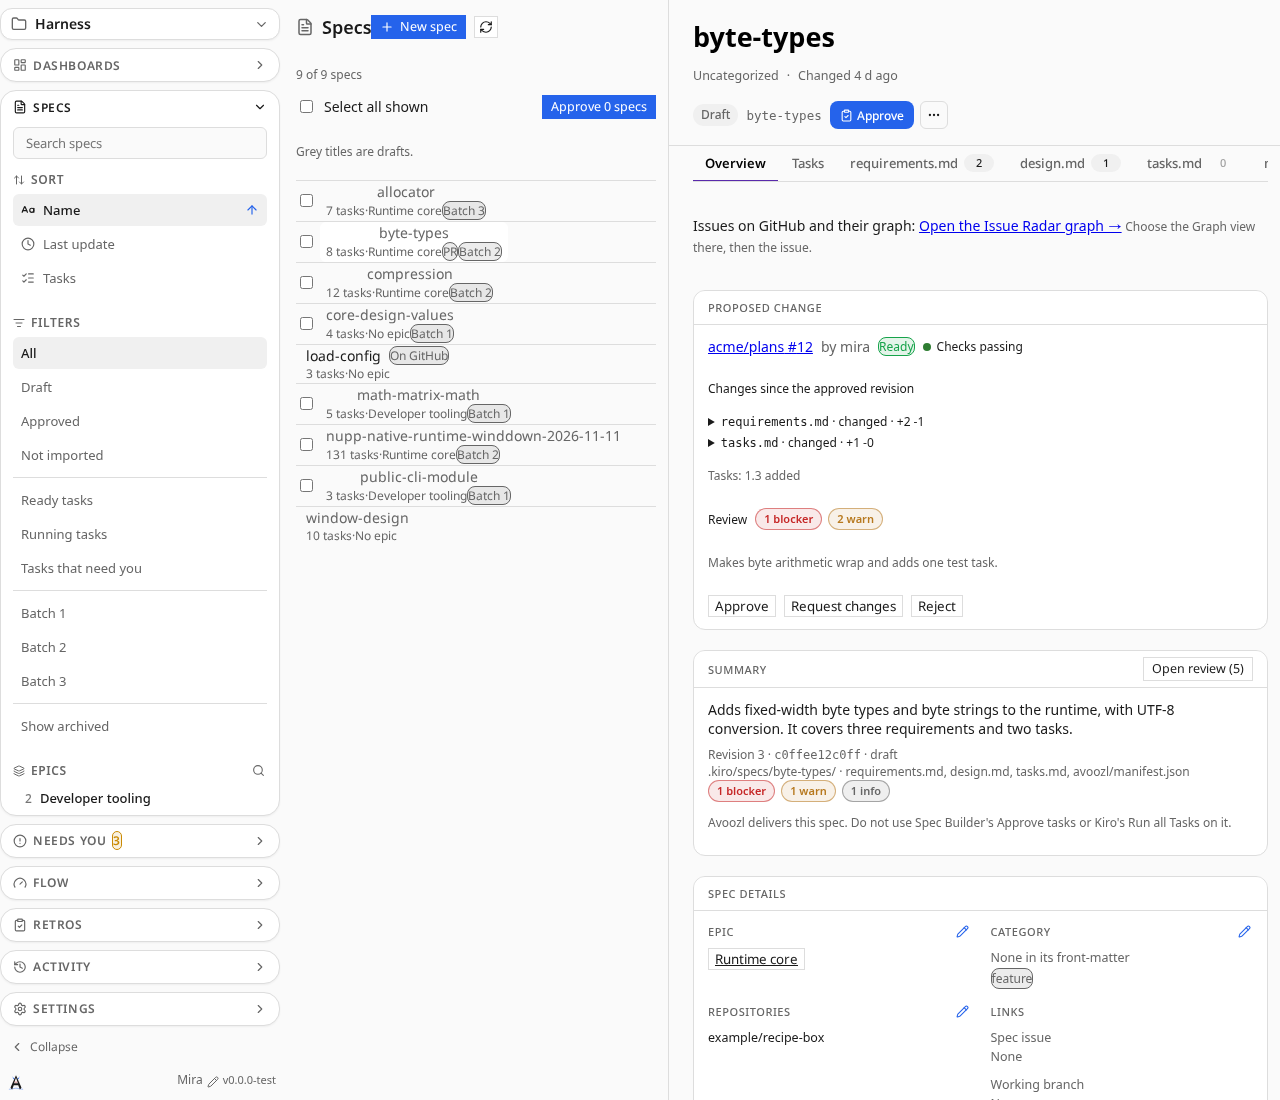 Harness
DASHBOARDS
SPECS
Search specs
SORT
Aa Name
Last update
Tasks
FILTERS
All
Draft
Approved
Not imported
Ready tasks
Running tasks
Tasks that need you
Batch 1
Batch 2
Batch 3
Show archived
EPICS
2 Developer tooling
NEEDS YOU 3
FLOW
RETROS
ACTIVITY
SETTINGS
Collapse
A Mira v0.0.0-test
Specs + New spec
9 of 9 specs
Select all shown Approve 0 specs
Grey titles are drafts.
allocator
7 tasks·Runtime core Batch 3
byte-types
8 tasks·Runtime core PR Batch 2
compression
12 tasks·Runtime core Batch 2
core-design-values
4 tasks·No epic Batch 1
load-config On GitHub
3 tasks·No epic
math-matrix-math
5 tasks·Developer tooling Batch 1
nupp-native-runtime-winddown-2026-11-11
131 tasks·Runtime core Batch 2
public-cli-module
3 tasks·Developer tooling Batch 1
window-design
10 tasks·No epic
byte-types
Uncategorized · Changed 4 d ago
Draft byte-types Approve ···
Overview Tasks requirements.md 2 design.md 1 tasks.md 0
Issues on GitHub and their graph: Open the Issue Radar graph → Choose the Graph view
there, then the issue.
PROPOSED CHANGE
acme/plans #12 by mira Ready Checks passing
Changes since the approved revision
requirements.md · changed · +2 -1
tasks.md · changed · +1 -0
Tasks: 1.3 added
Review 1 blocker 2 warn
Makes byte arithmetic wrap and adds one test task.
Approve Request changes Reject
SUMMARY Open review (5)
Adds fixed-width byte types and byte strings to the runtime, with UTF-8
conversion. It covers three requirements and two tasks.
Revision 3 · c0ffee12c0ff · draft
.kiro/specs/byte-types/ · requirements.md, design.md, tasks.md, avoozl/manifest.json
1 blocker 1 warn 1 info
Avoozl delivers this spec. Do not use Spec Builder's Approve tasks or Kiro's Run all Tasks on it.
SPEC DETAILS
EPIC
Runtime core
CATEGORY
None in its front-matter
feature
REPOSITORIES
example/recipe-box
LINKS
Spec issue
None
Working branch